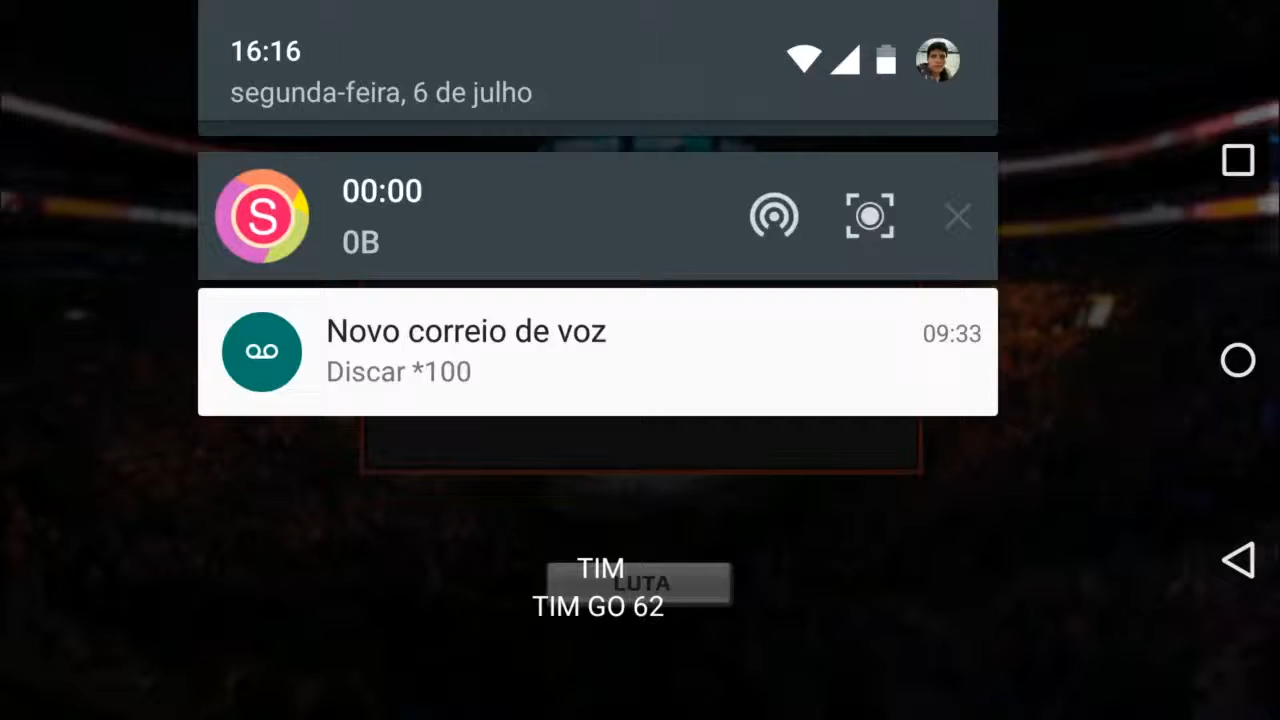 16:16
segunda-feira, 6 de julho
S
00:00
0B
Novo correio de voz
09:33
Discar *100
TIM
LUTA
TIM GO 62